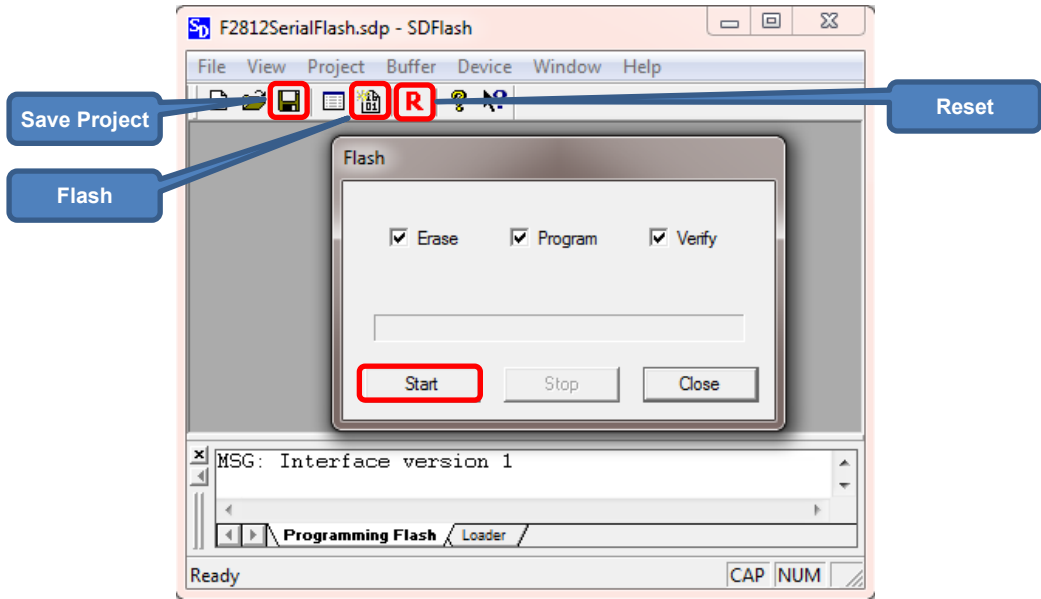 SD F2812SerialFlash.sdp - SDFlash
File View Project Buffer Device Window Help
R
Save Project
Reset
Flash
Flash
Erase Program Verify
Start Stop Close
MSG: Interface version 1
Programming Flash Loader
Ready CAP NUM